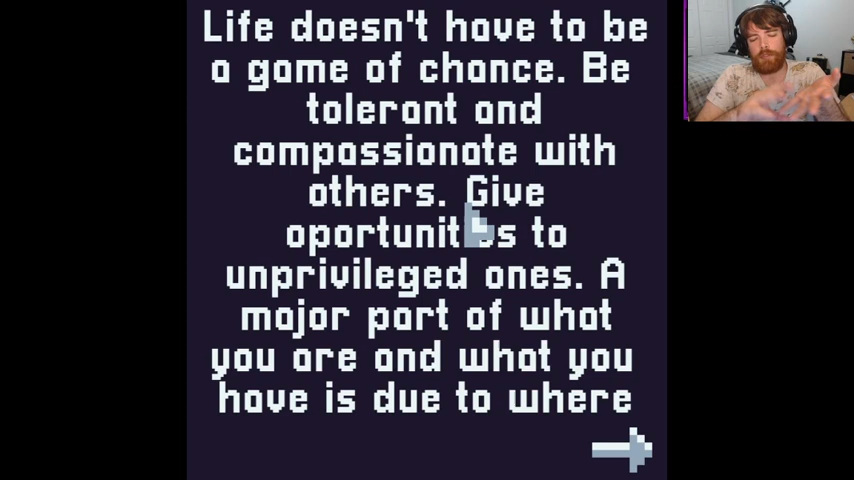 Life doesn't have to be
a game of chance. Be
tolerant and
compassionate with
others. Give
oportunities to
unprivileged ones. A
major part of what
you are and what you
have is due to where